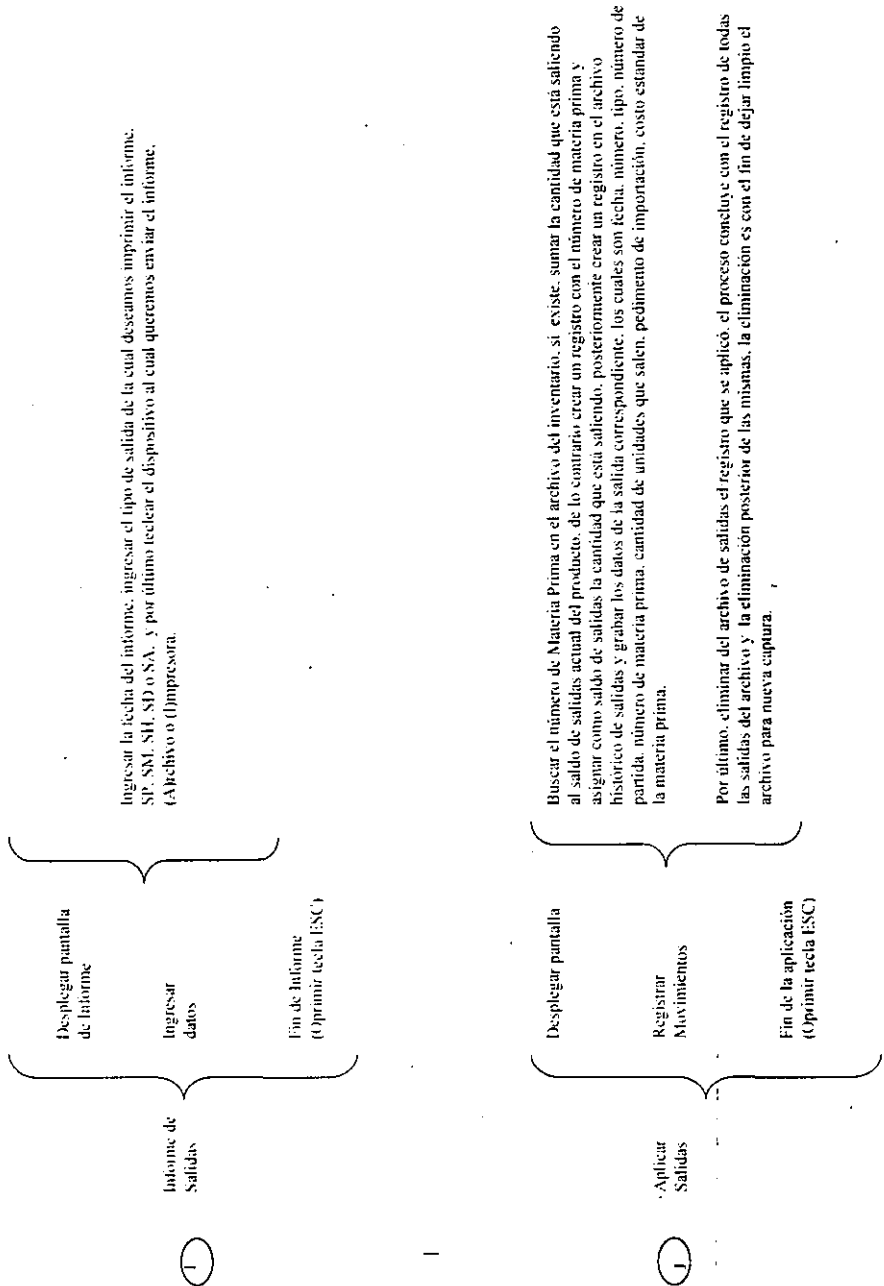 Informe de
Salidas
Desplegar pantalla
de Informe
Ingresar
datos
Fin de Informe
(Oprimir tecla ESC)
Ingresar la fecha del informe, ingresar el tipo de salida de la cual deseamos imprimir el informe,
SP, SM, SH, SD o SA, y por último teclear el dispositivo al cual queremos enviar el informe,
(A)rchivo o (I)mpresora.
Aplicar
Salidas
Desplegar pantalla
Registrar
Movimientos
Fin de la aplicación
(Oprimir tecla ESC)
Buscar el número de Materia Prima en el archivo del inventario, si existe, sumar la cantidad que está saliendo
al saldo de salidas actual del producto, de lo contrario crear un registro con el número de materia prima y
asignar como saldo de salidas la cantidad que está saliendo, posteriormente crear un registro en el archivo
histórico de salidas y grabar los datos de la salida correspondiente, los cuales son fecha, número, tipo, número de
partida, número de materia prima, cantidad de unidades que salen, pedimento de importación, costo estandar de
la materia prima.
Por último, eliminar del archivo de salidas el registro que se aplicó, el proceso concluye con el registro de todas
las salidas del archivo y la eliminación posterior de las mismas, la eliminación es con el fin de dejar limpio el
archivo para nueva captura.